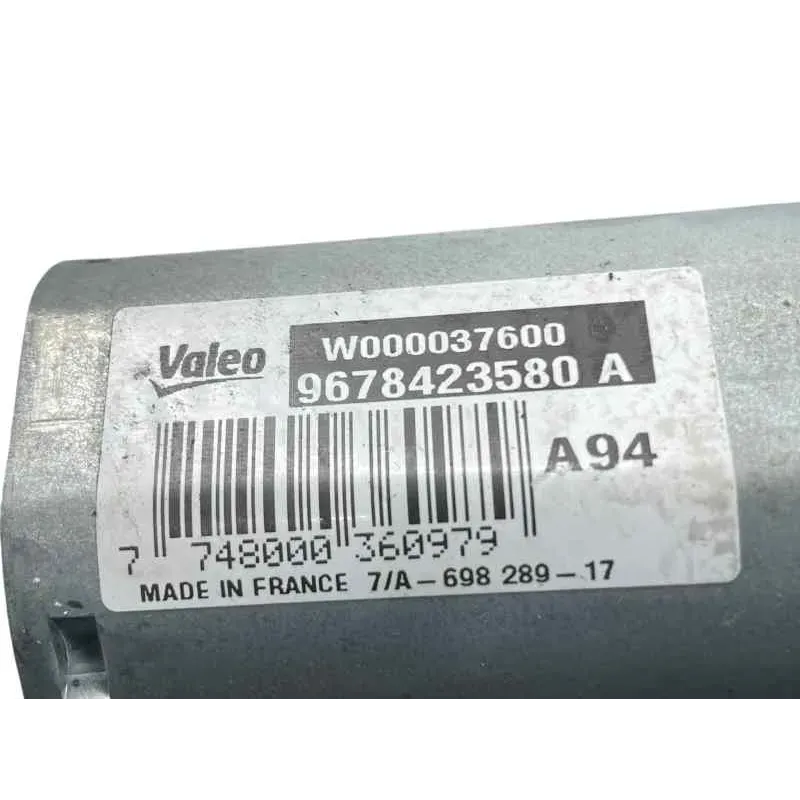 Valeo
W000037600
9678423580 A
A94
7 748000 360979
MADE IN FRANCE 7/A-698 289-17